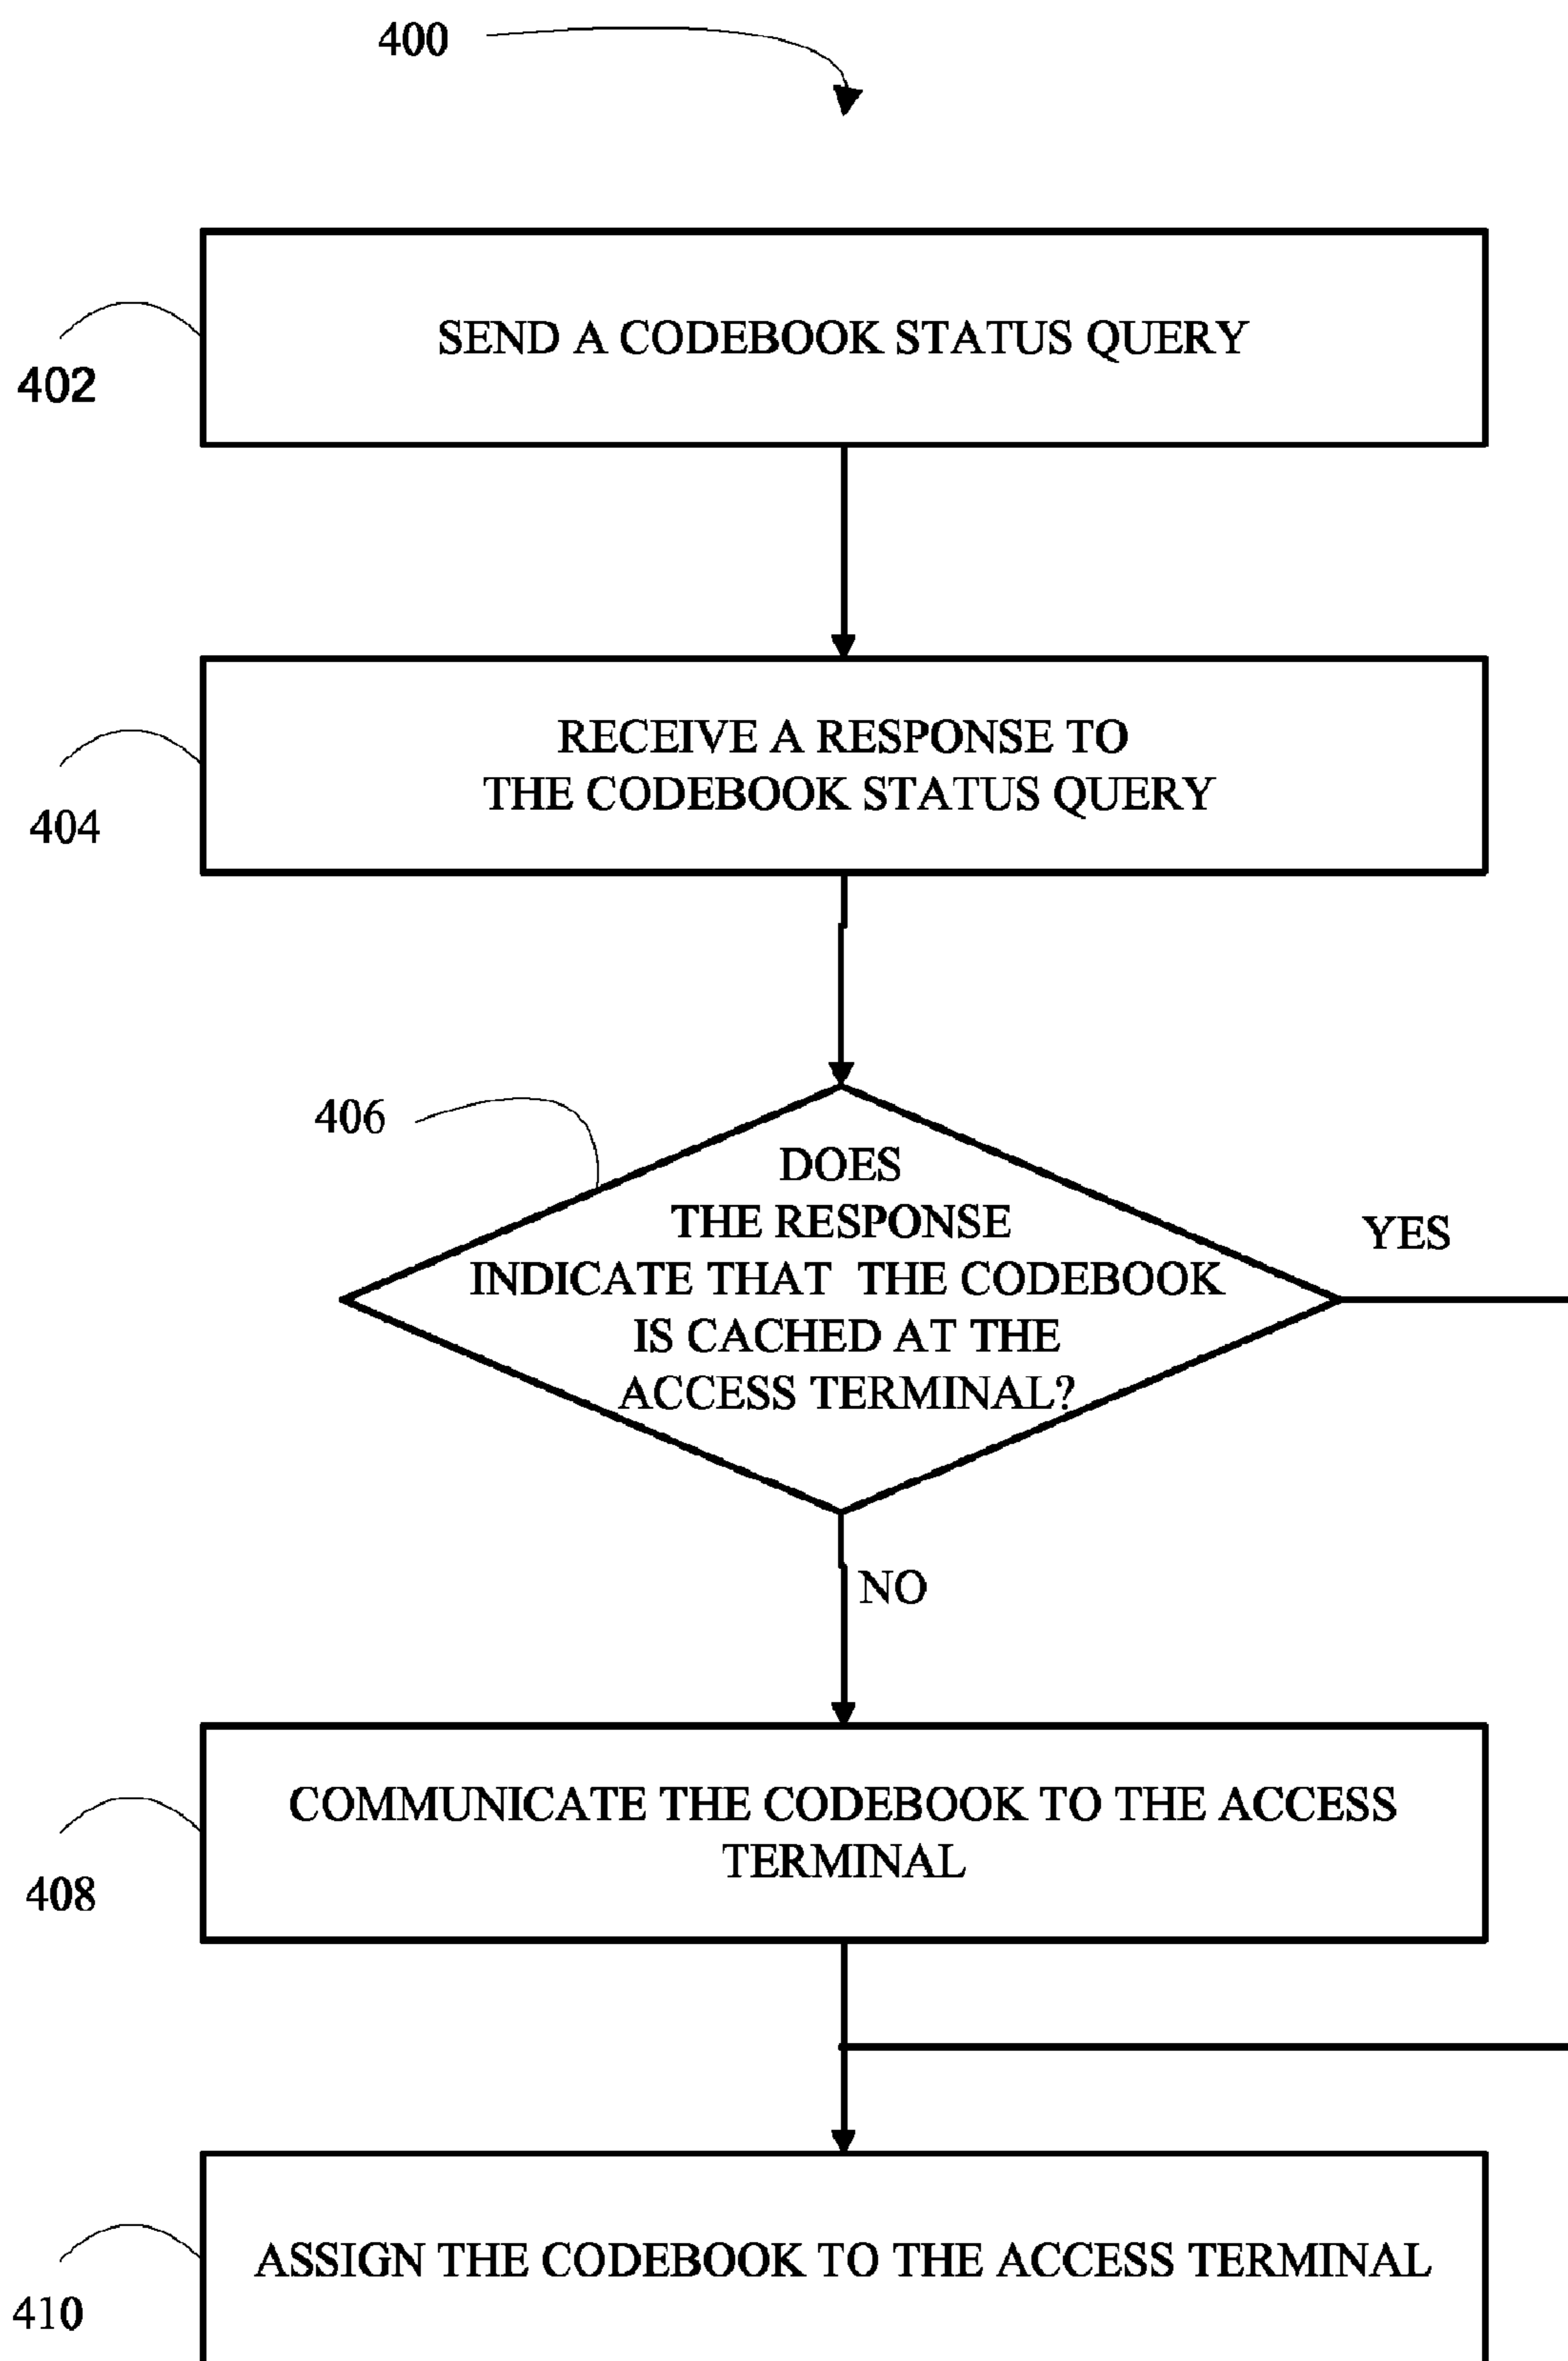 400
SEND A CODEBOOK STATUS QUERY
402
RECEIVE A RESPONSE TO
THE CODEBOOK STATUS QUERY
404
406
DOES
THE RESPONSE
INDICATE THAT THE CODEBOOK
IS CACHED AT THE
ACCESS TERMINAL?
YES
NO
COMMUNICATE THE CODEBOOK TO THE ACCESS
TERMINAL
408
ASSIGN THE CODEBOOK TO THE ACCESS TERMINAL
410